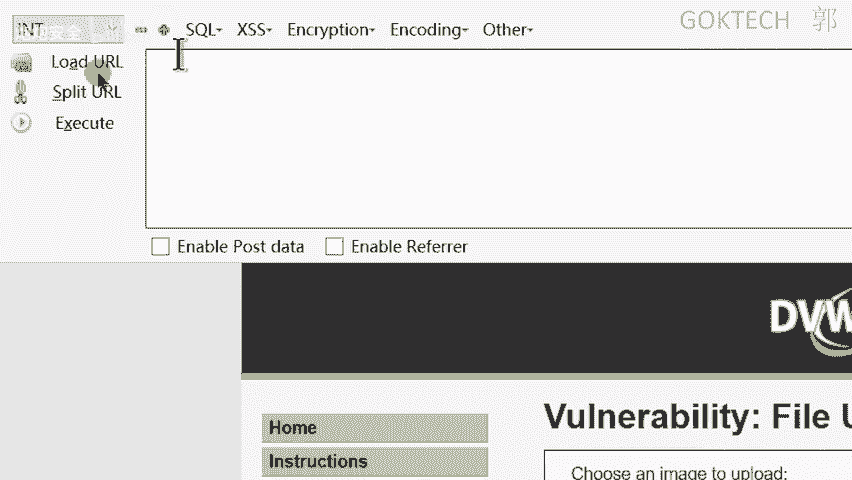 GOKTECH 郭
INT SQL XSS Encryption Encoding Other
Load URL
Split URL
Execute
Enable Post data Enable Referrer
DVW
Vulnerability: File U
Home
Instructions
Choose an image to upload: